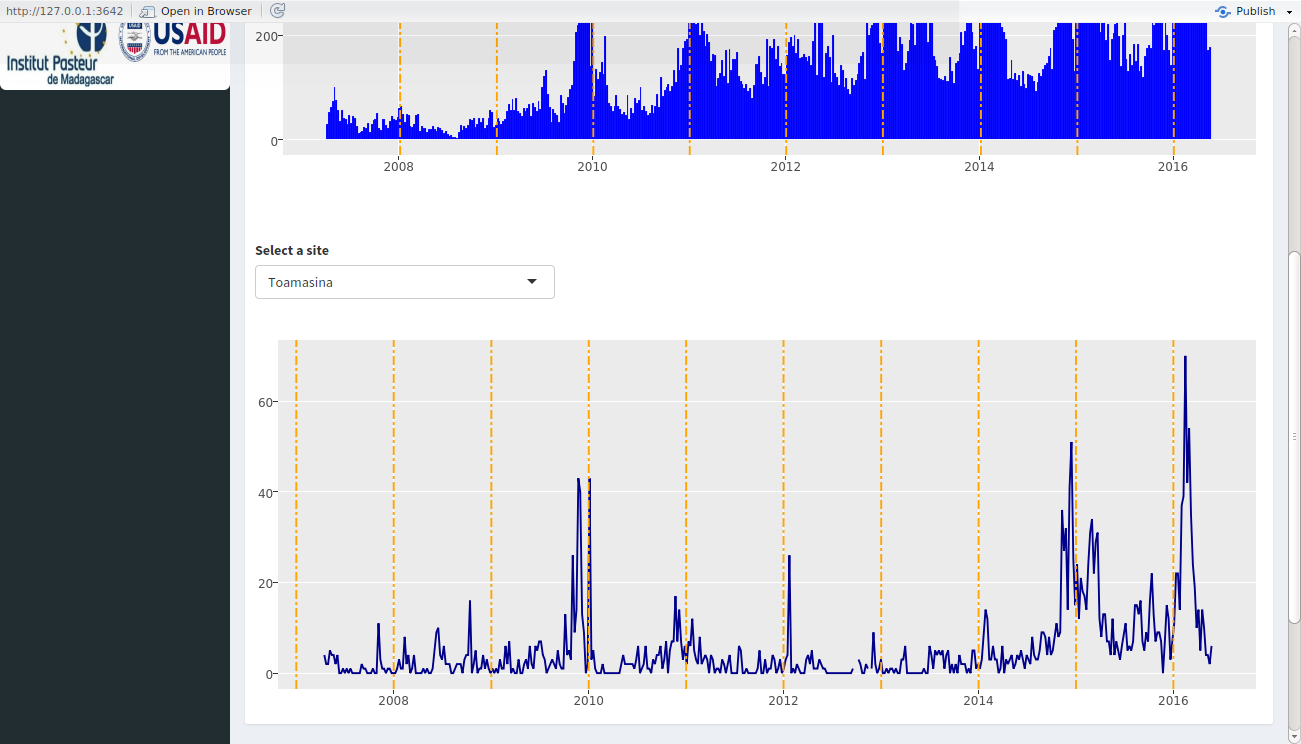 http://127.0.0.1:3642 Open in Browser Publish
USAID
FROM THE AMERICAN PEOPLE
Institut Pasteur
de Madagascar
200
0
2008 2010 2012 2014 2016
Select a site
Toamasina
60
40
20
0
2008 2010 2012 2014 2016